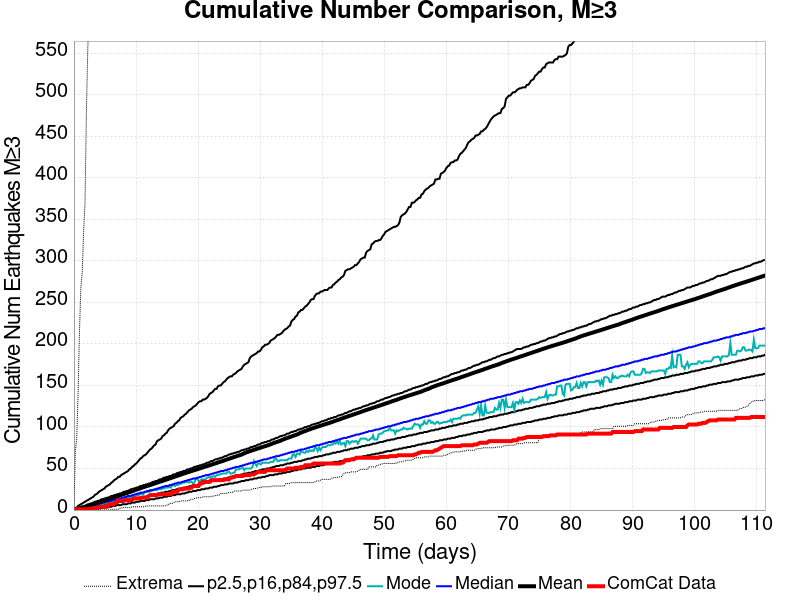 Cumulative Number Comparison, M≥3
Cumulative Num Earthquakes M≥3
550
500
450
400
350
300
250
200
150
100
50
0
0 10 20 30 40 50 60 70 80 90 100 110
Time (days)
Extrema p2.5,p16,p84,p97.5 Mode Median Mean ComCat Data